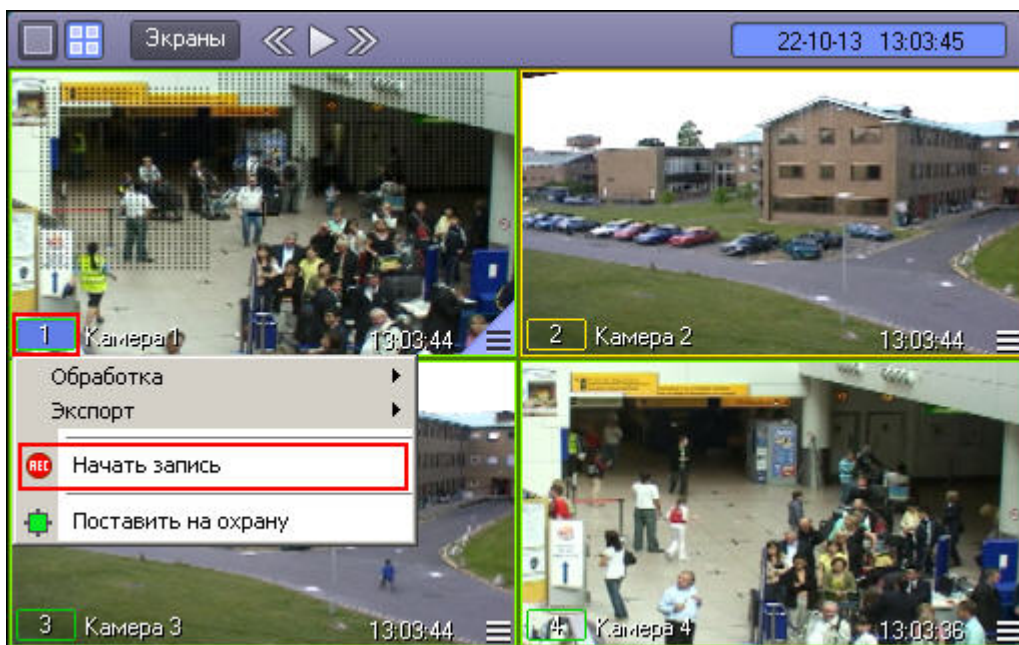 Экраны
22-10-13 13:03:45
1 Камера 1 13:03:44
2 Камера 2 13:03:44
Обработка
Экспорт
REC Начать запись
Поставить на охрану
3 Камера 3 13:03:44
4 Камера 4 13:03:36